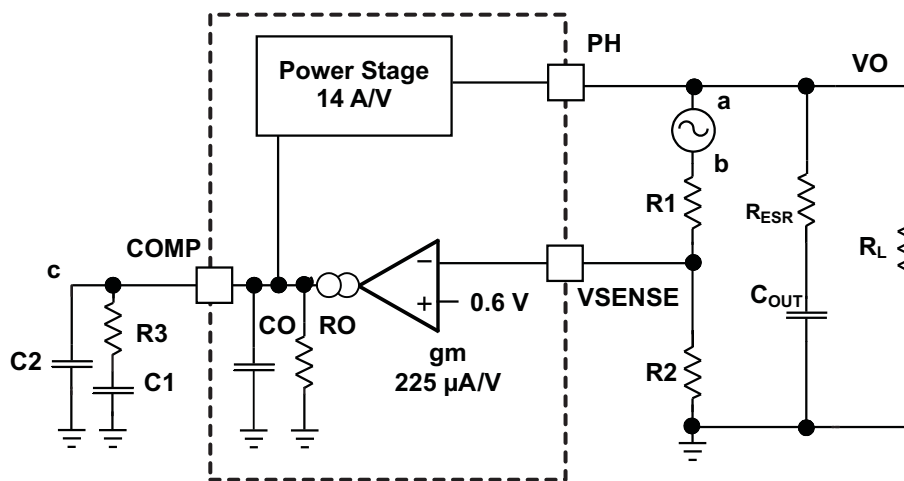 PH
VO
Power Stage
14 A/V
a
b
R1
RESR
RL
COMP
c
VSENSE
−
+
0.6 V
CO
RO
R3
C2
C1
gm
225 µA/V
R2
COUT